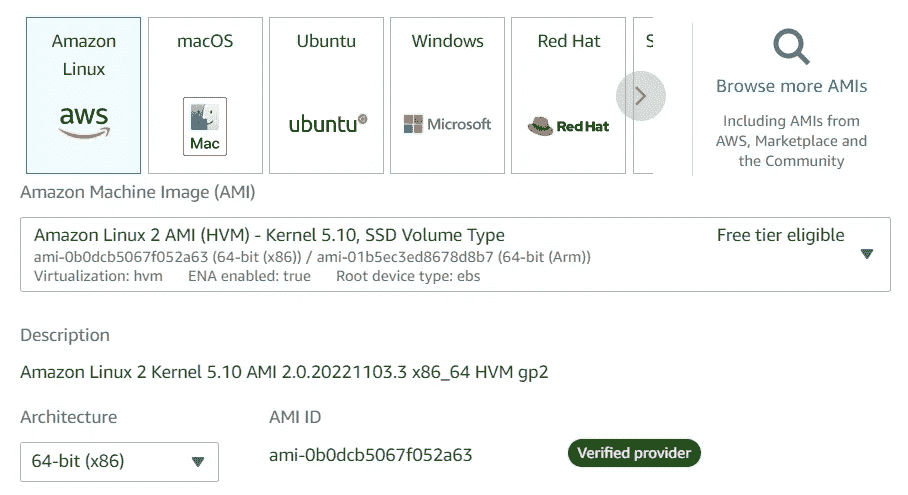 Amazon Linux
macOS
Ubuntu
Windows
Red Hat
S
aws
Mac
ubuntu
Microsoft
Red Hat
Browse more AMIs
Including AMIs from
AWS, Marketplace and
the Community
Amazon Machine Image (AMI)
Amazon Linux 2 AMI (HVM) - Kernel 5.10, SSD Volume Type
Free tier eligible
ami-0b0dcb5067f052a63 (64-bit (x86)) / ami-01b5ec3ed8678d8b7 (64-bit (Arm))
Virtualization: hvm ENA enabled: true Root device type: ebs
Description
Amazon Linux 2 Kernel 5.10 AMI 2.0.20221103.3 x86_64 HVM gp2
Architecture
AMI ID
64-bit (x86)
ami-0b0dcb5067f052a63
Verified provider